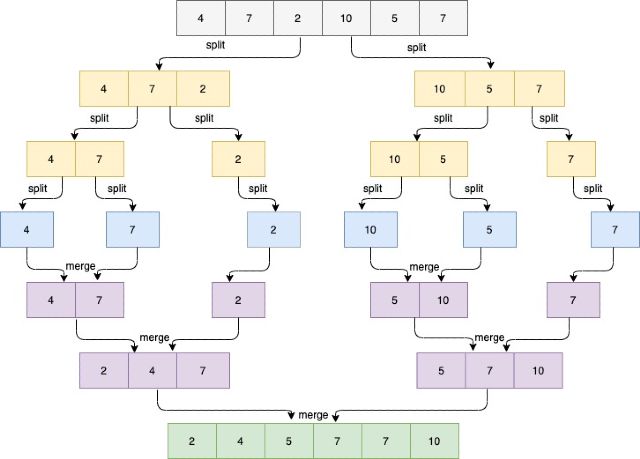 4 7 2 10 5 7
split split
4 7 2 10 5 7
split split split split
4 7 2 10 5 7
split split split split split split
4 7 2 10 5 7
merge merge
4 7 2 5 10 7
merge merge
2 4 7 5 7 10
merge
2 4 5 7 7 10